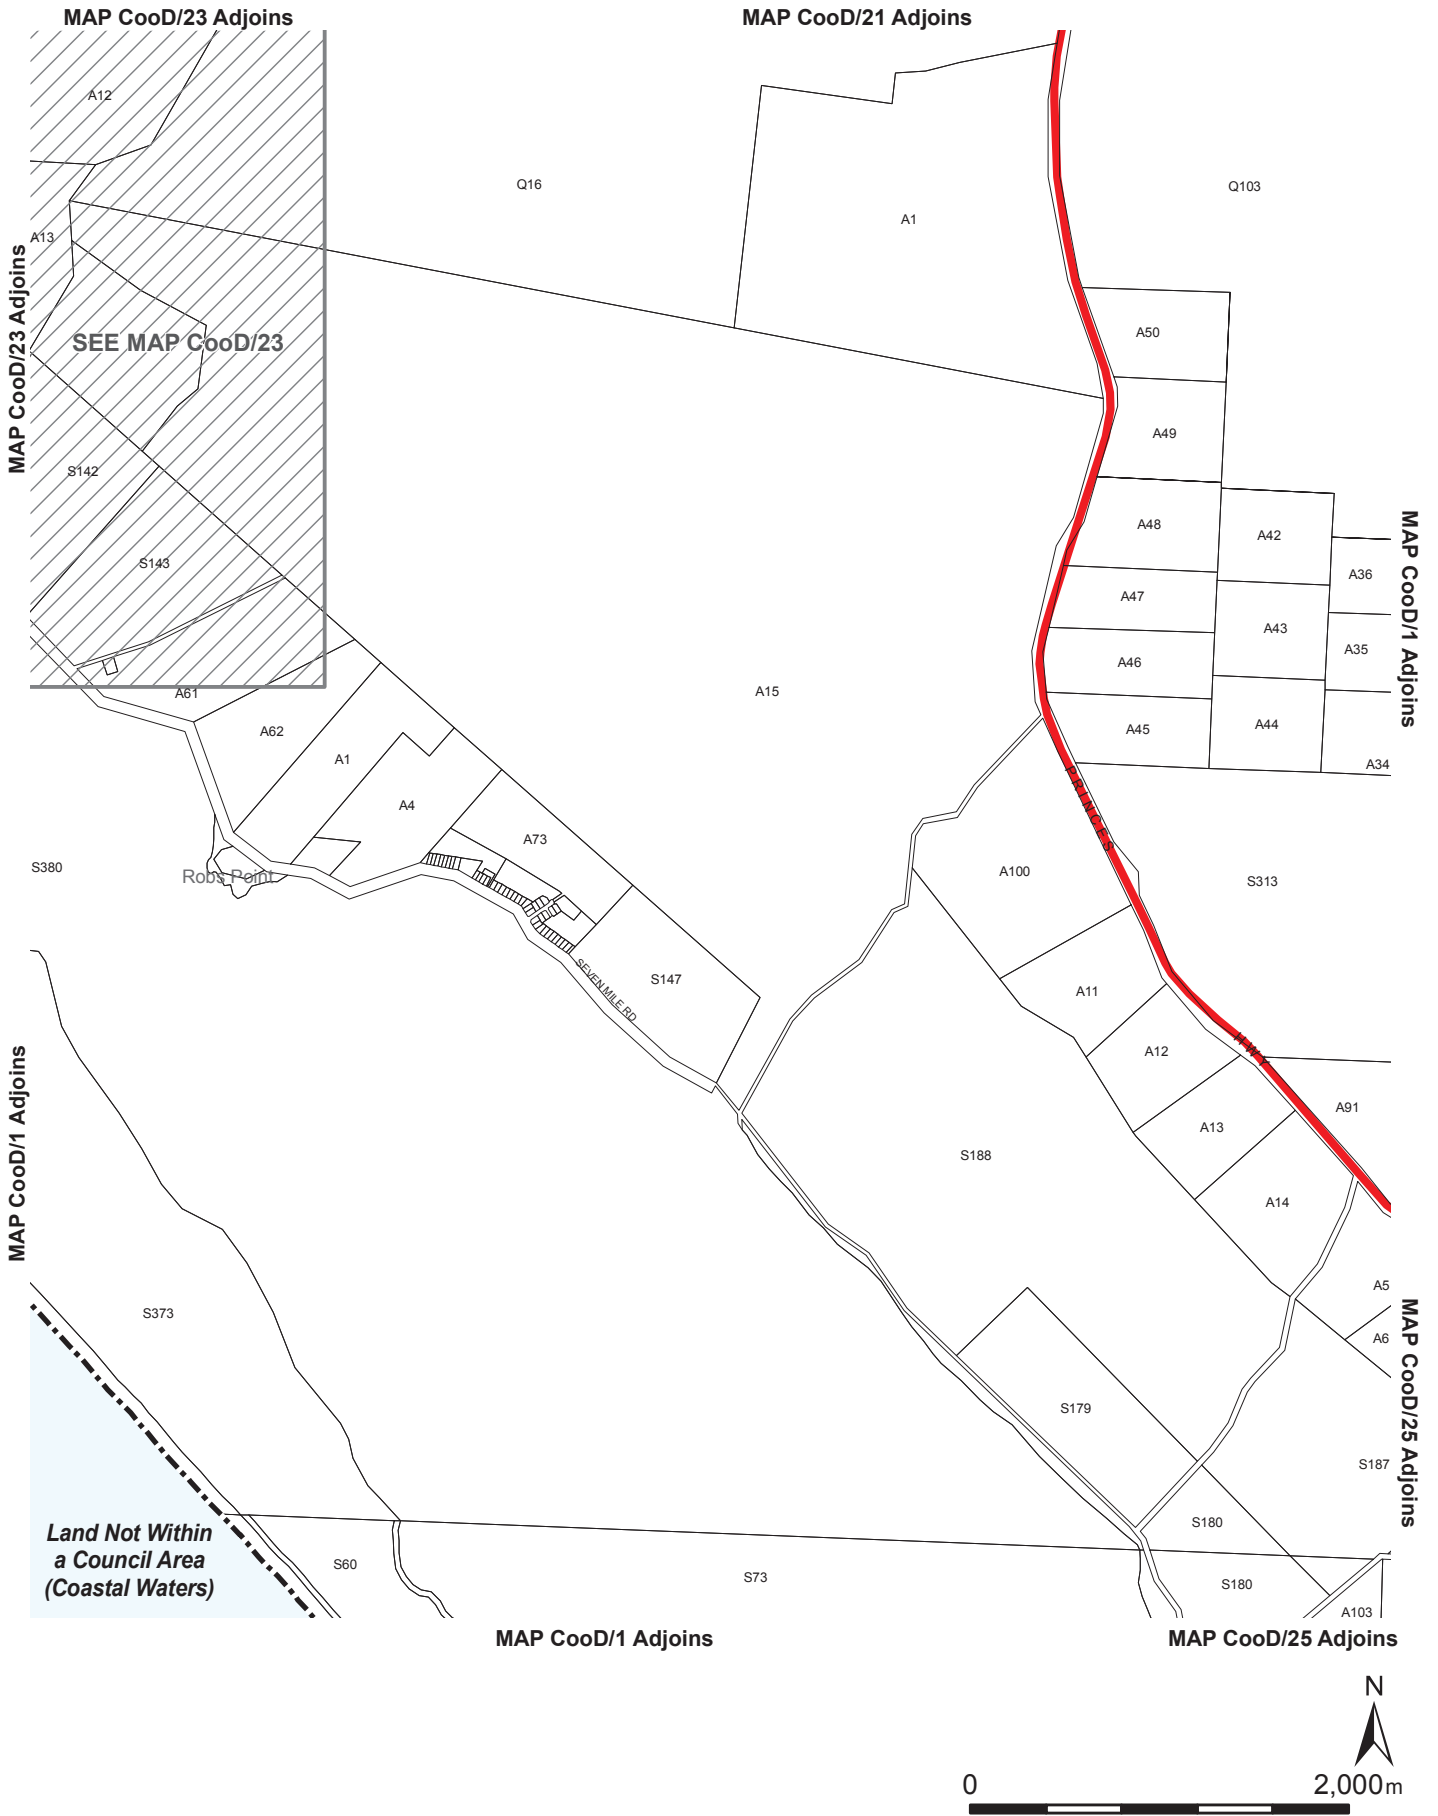 MAP CooD/23 Adjoins
MAP CooD/21 Adjoins
A12
Q16
Q103
A1
A13
MAP CooD/23 Adjoins
SEE MAP CooD/23
A50
A49
S142
A48
A42
S143
A36
MAP CooD/1 Adjoins
A47
A43
A35
A46
A61
A15
A62
A45
A44
A1
A34
A4
PRINCES
A73
S380
Robs Point
A100
S313
S147
A11
SEVEN MILE RD
HWY
A12
A91
A13
MAP CooD/1 Adjoins
S188
A14
A5
S373
A6
MAP CooD/25 Adjoins
S179
S187
Land Not Within
a Council Area
(Coastal Waters)
S180
S60
S73
S180
A103
MAP CooD/1 Adjoins
MAP CooD/25 Adjoins
N
0
2,000m